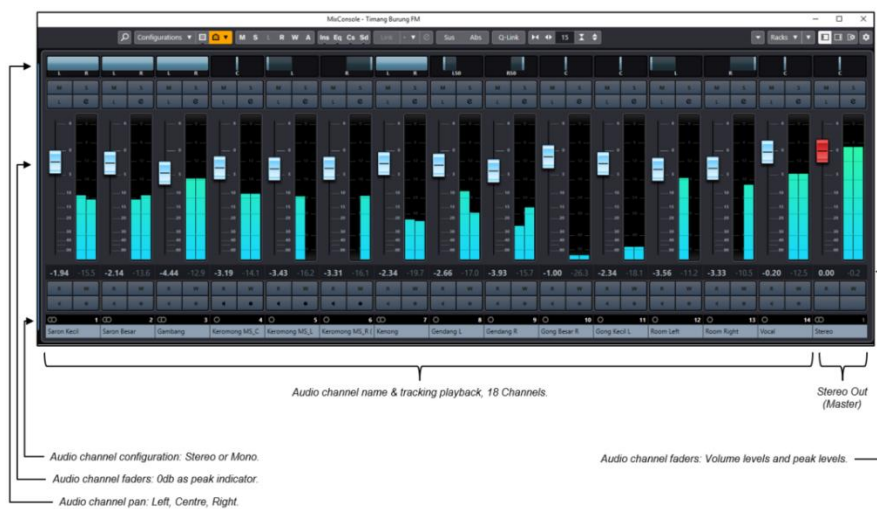 MixConsole - Timang Burung FM
Configurations M S L R W A Ins Eq Cs Sd Link Sus Abs Q-Link 15 Radio
L R L R L R C L R L R L50 R50 C C L R C C
-1.94 -15.5 -2.14 -13.6 -4.44 -12.9 -3.19 -14.1 -3.43 -16.2 -3.31 -16.1 -2.34 -19.7 -2.66 -17.0 -3.93 -15.7 -1.00 -26.3 -2.34 -18.1 -3.56 -11.2 -3.33 -10.5 -0.20 -12.5 0.00 -0.2
1 2 3 4 5 6 7 8 9 10 11 12 13 14 1
Saron Kecil Saron Besar Gambang Keromong MS_C Keromong MS_L Keromong MS_R Kenong Gendang L Gendang R Gong Besar R Gong Kecil L Room Left Room Right Vocal Stereo
Audio channel name & tracking playback, 18 Channels.
Stereo Out
(Master)
Audio channel configuration: Stereo or Mono.
Audio channel faders: Volume levels and peak levels.
Audio channel faders: 0db as peak indicator.
Audio channel pan: Left, Centre, Right.